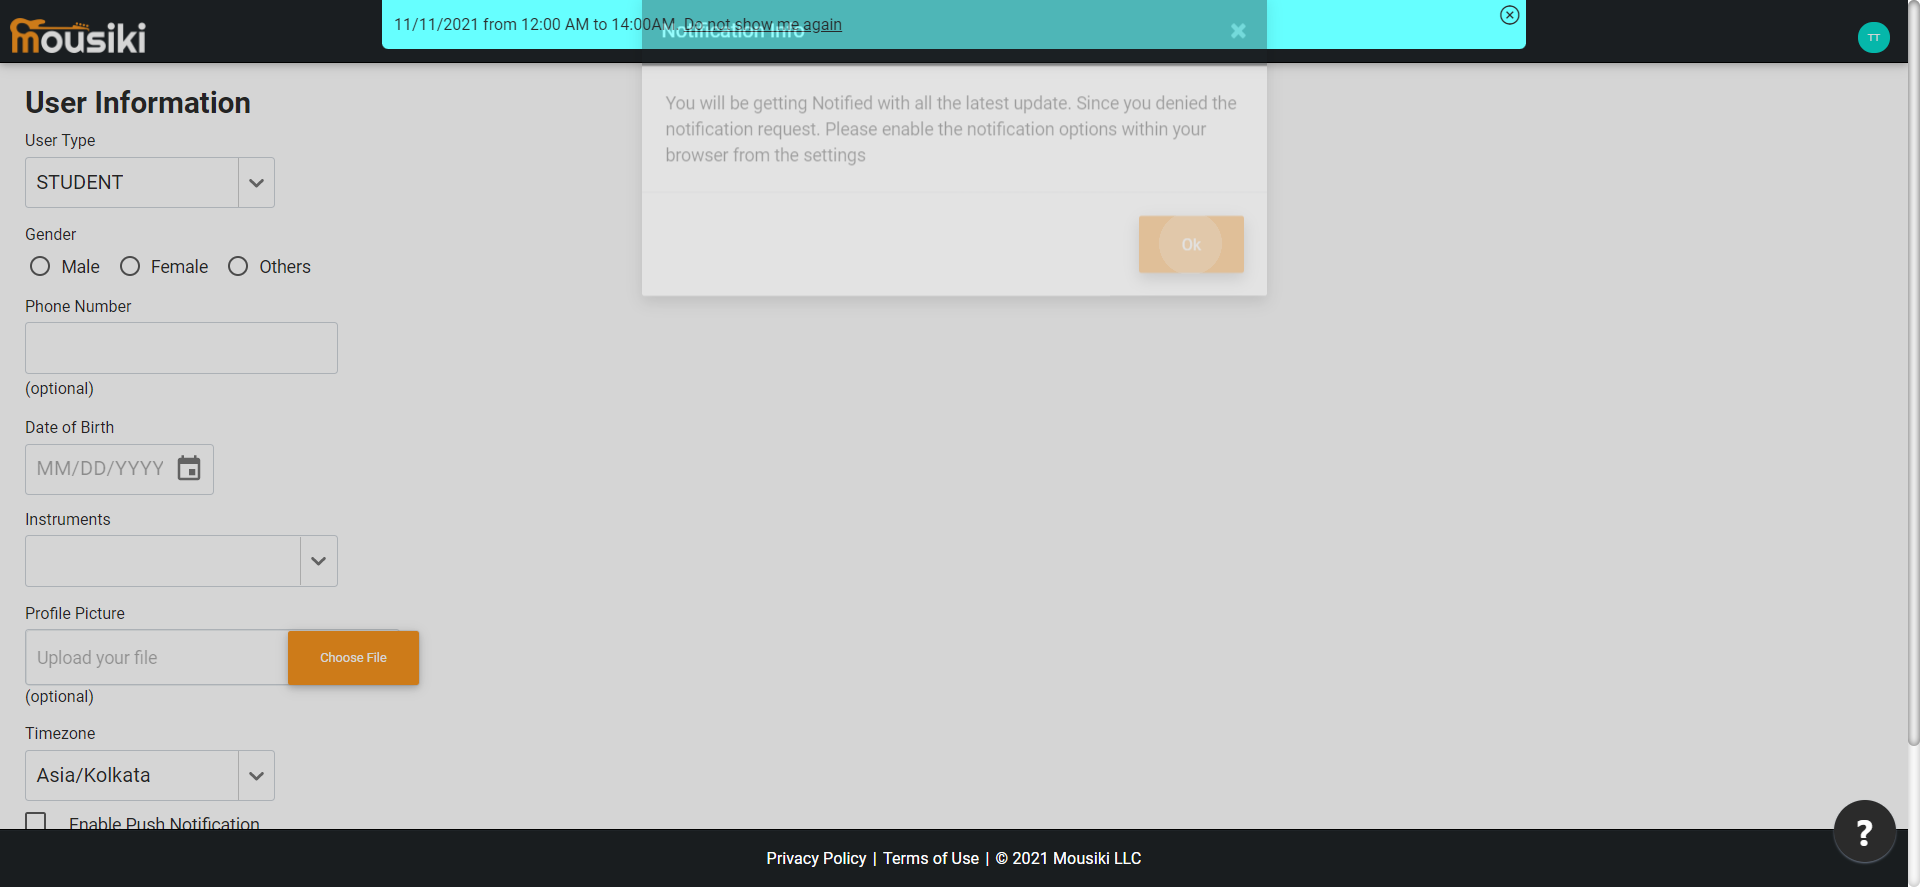 mousiki
11/11/2021 from 12:00 AM to 14:00AM Do not show me again
Notification Info
TT
User Information
User Type
STUDENT
Gender
Male Female Others
Phone Number
(optional)
Date of Birth
MM/DD/YYYY
Instruments
Profile Picture
Upload your file Choose File
(optional)
Timezone
Asia/Kolkata
Enable Push Notification
You will be getting Notified with all the latest update. Since you denied the
notification request. Please enable the notification options within your
browser from the settings
Ok
Privacy Policy | Terms of Use | © 2021 Mousiki LLC
?